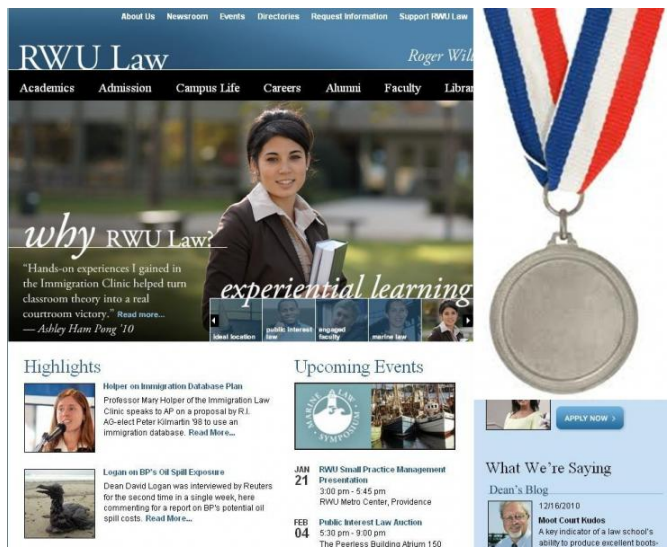 About Us Newsroom Events Directories Request Information Support RWU Law
RWU Law
Roger Will
Academics Admission Campus Life Careers Alumni Faculty Librar
why RWU Law?
"Hands-on experiences I gained in
the Immigration Clinic helped turn
classroom theory into a real
courtroom victory." Read more...
— Ashley Ham Pong '10
experiential learning
ideal location
public interest
law
engaged
faculty
marine law
Highlights
Holper on Immigration Database Plan
Professor Mary Holper of the Immigration Law
Clinic speaks to AP on a proposal by R.I.
AG-elect Peter Kilmartin '98 to use an
immigration database. Read More...
Logan on BP's Oil Spill Exposure
Dean David Logan was interviewed by Reuters
for the second time in a single week, here
commenting for a report on BP's potential oil
spill costs. Read More...
Upcoming Events
MARINE LAW
SYMPOSIUM
JAN
21
RWU Small Practice Management
Presentation
3:00 pm - 5:45 pm
RWU Metro Center, Providence
FEB
04
Public Interest Law Auction
5:30 pm - 9:00 pm
The Peerless Building Atrium 150
APPLY NOW >
What We're Saying
Dean's Blog
12/16/2010
Moot Court Kudos
A key indicator of a law school's
ability to produce excellent boots-